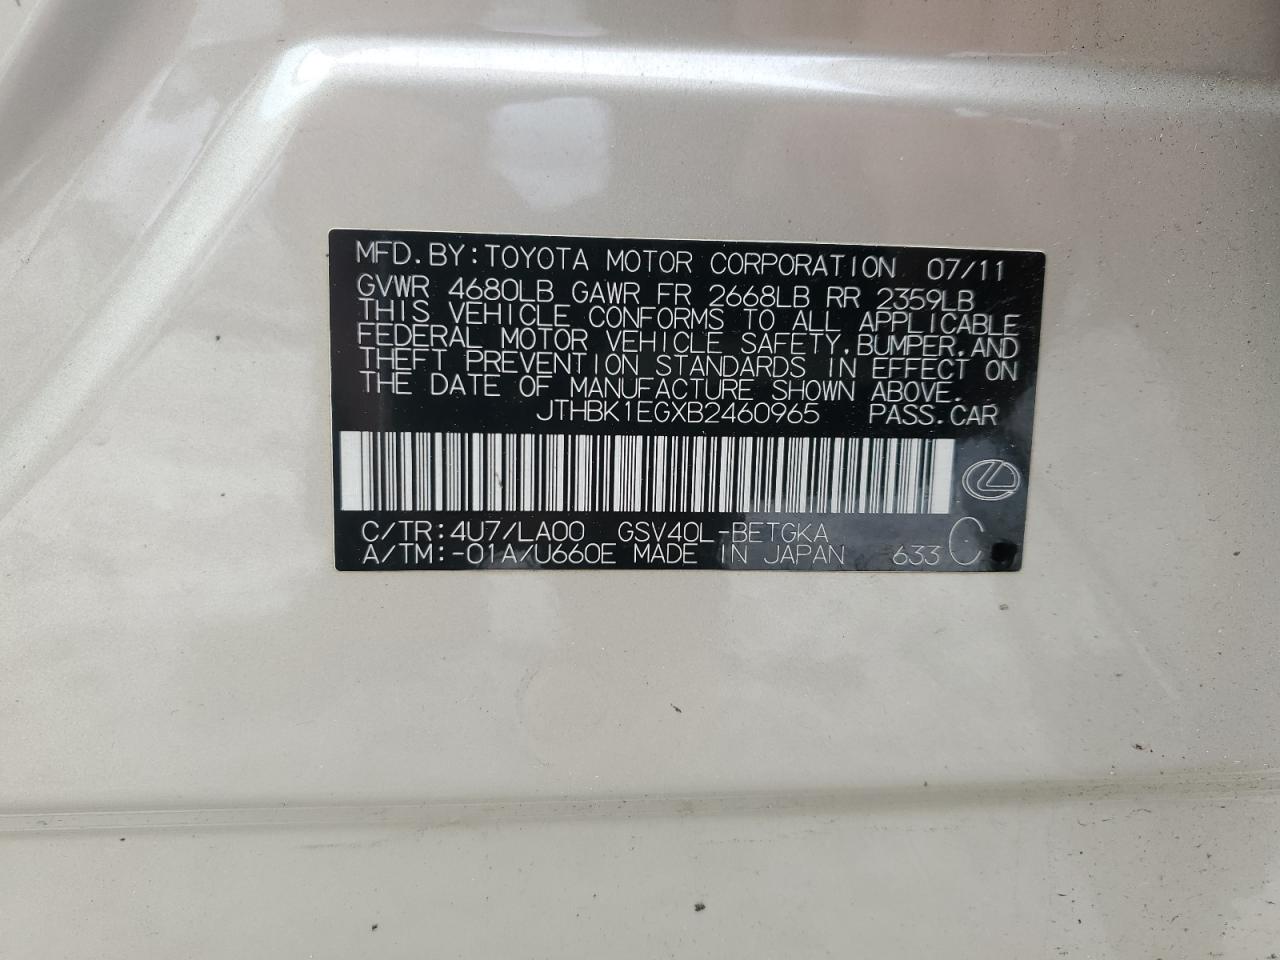 MFD.BY:TOYOTA MOTOR CORPORATION 07/11
GVWR 4680LB GAWR FR 2668LB RR 2359LB
THIS VEHICLE CONFORMS TO ALL APPLICABLE
FEDERAL MOTOR VEHICLE SAFETY,BUMPER,AND
THEFT PREVENTION STANDARDS IN EFFECT ON
THE DATE OF MANUFACTURE SHOWN ABOVE.
JTHBK1EGXB2460965 PASS.CAR
C/TR:4U7/LA00 GSV40L-BETGKA
A/TM:-01A/U660E MADE IN JAPAN 633 C